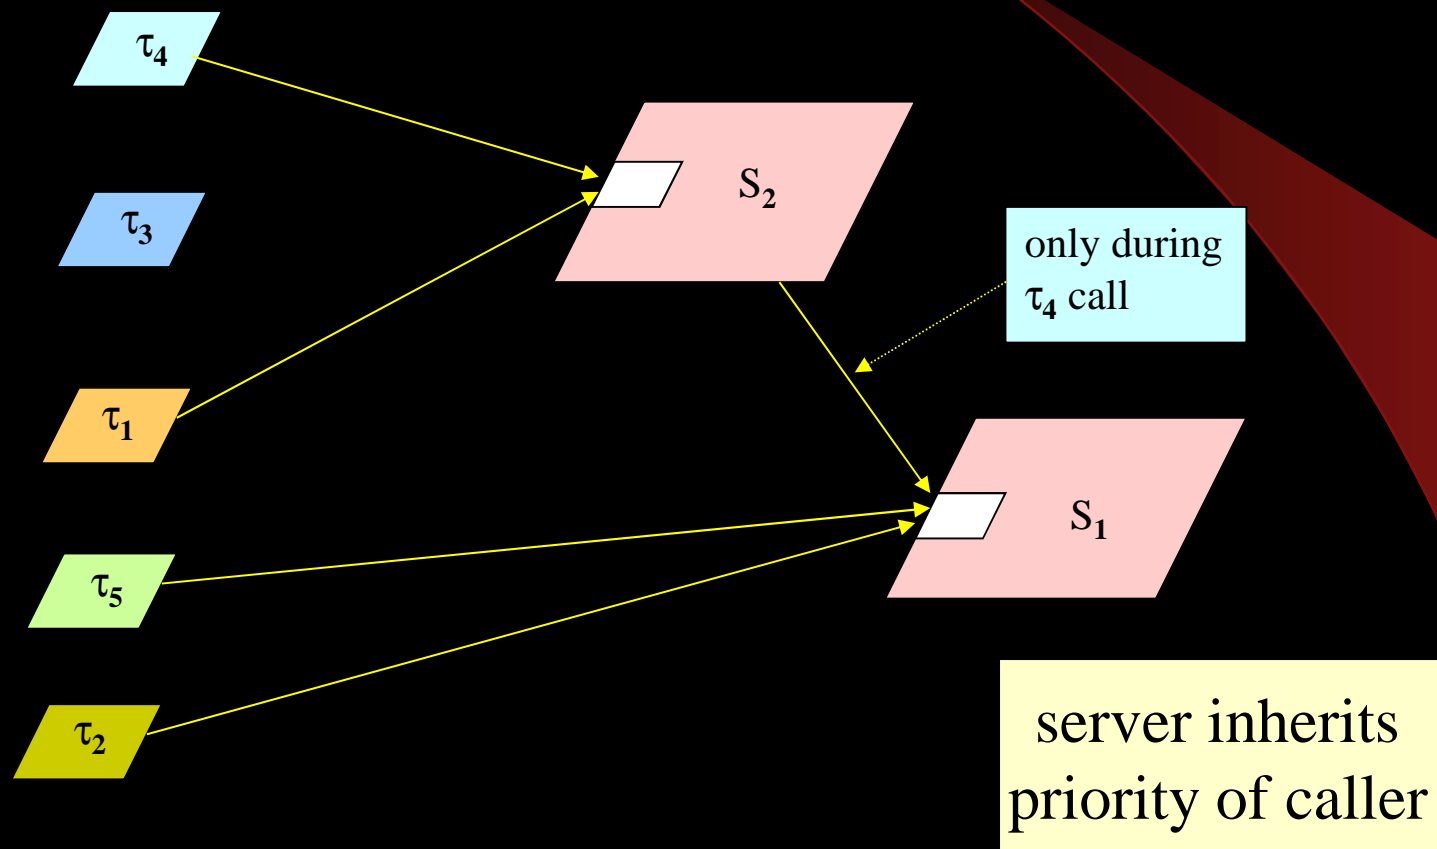 τ4
S2
τ3
only during
τ4 call
τ1
S1
τ5
τ2
server inherits
priority of caller